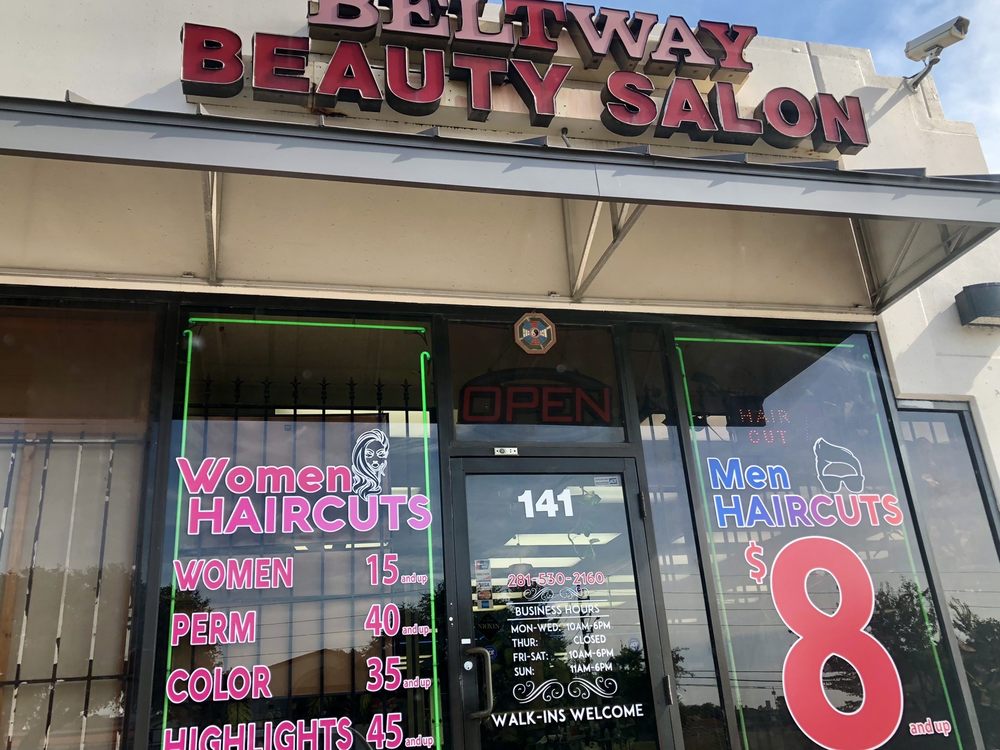 BELTWAY
BEAUTY SALON
OPEN
HAIR
CUT
Women
HAIRCUTS
WOMEN 15 and up
PERM 40 and up
COLOR 35 and up
HIGHLIGHTS 45 and up
141
281-530-2160
BUSINESS HOURS
MON-WED: 10AM-6PM
THUR: CLOSED
FRI-SAT: 10AM-6PM
SUN: 11AM-6PM
WALK-INS WELCOME
Men
HAIRCUTS
$8 and up